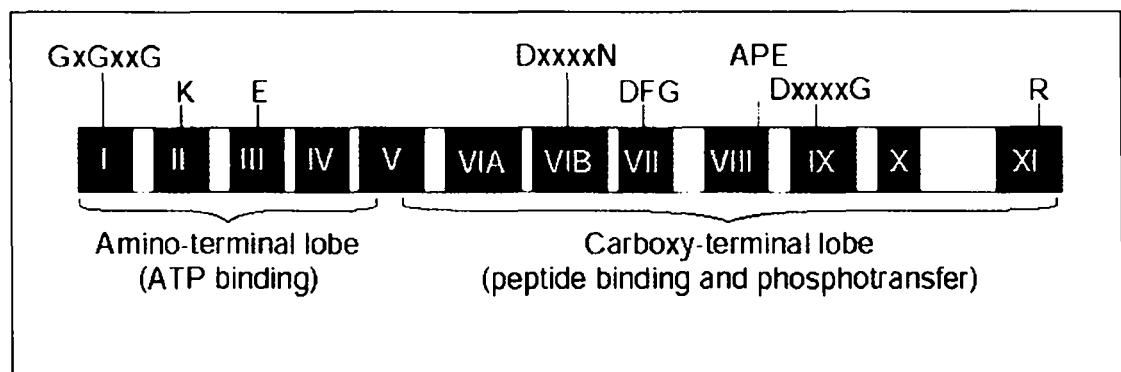 GxGxxG
K
E
DxxxxN
DFG
APE
DxxxxG
R
I II III IV V VIA VIB VII VIII IX X XI
Amino-terminal lobe
(ATP binding)
Carboxy-terminal lobe
(peptide binding and phosphotransfer)